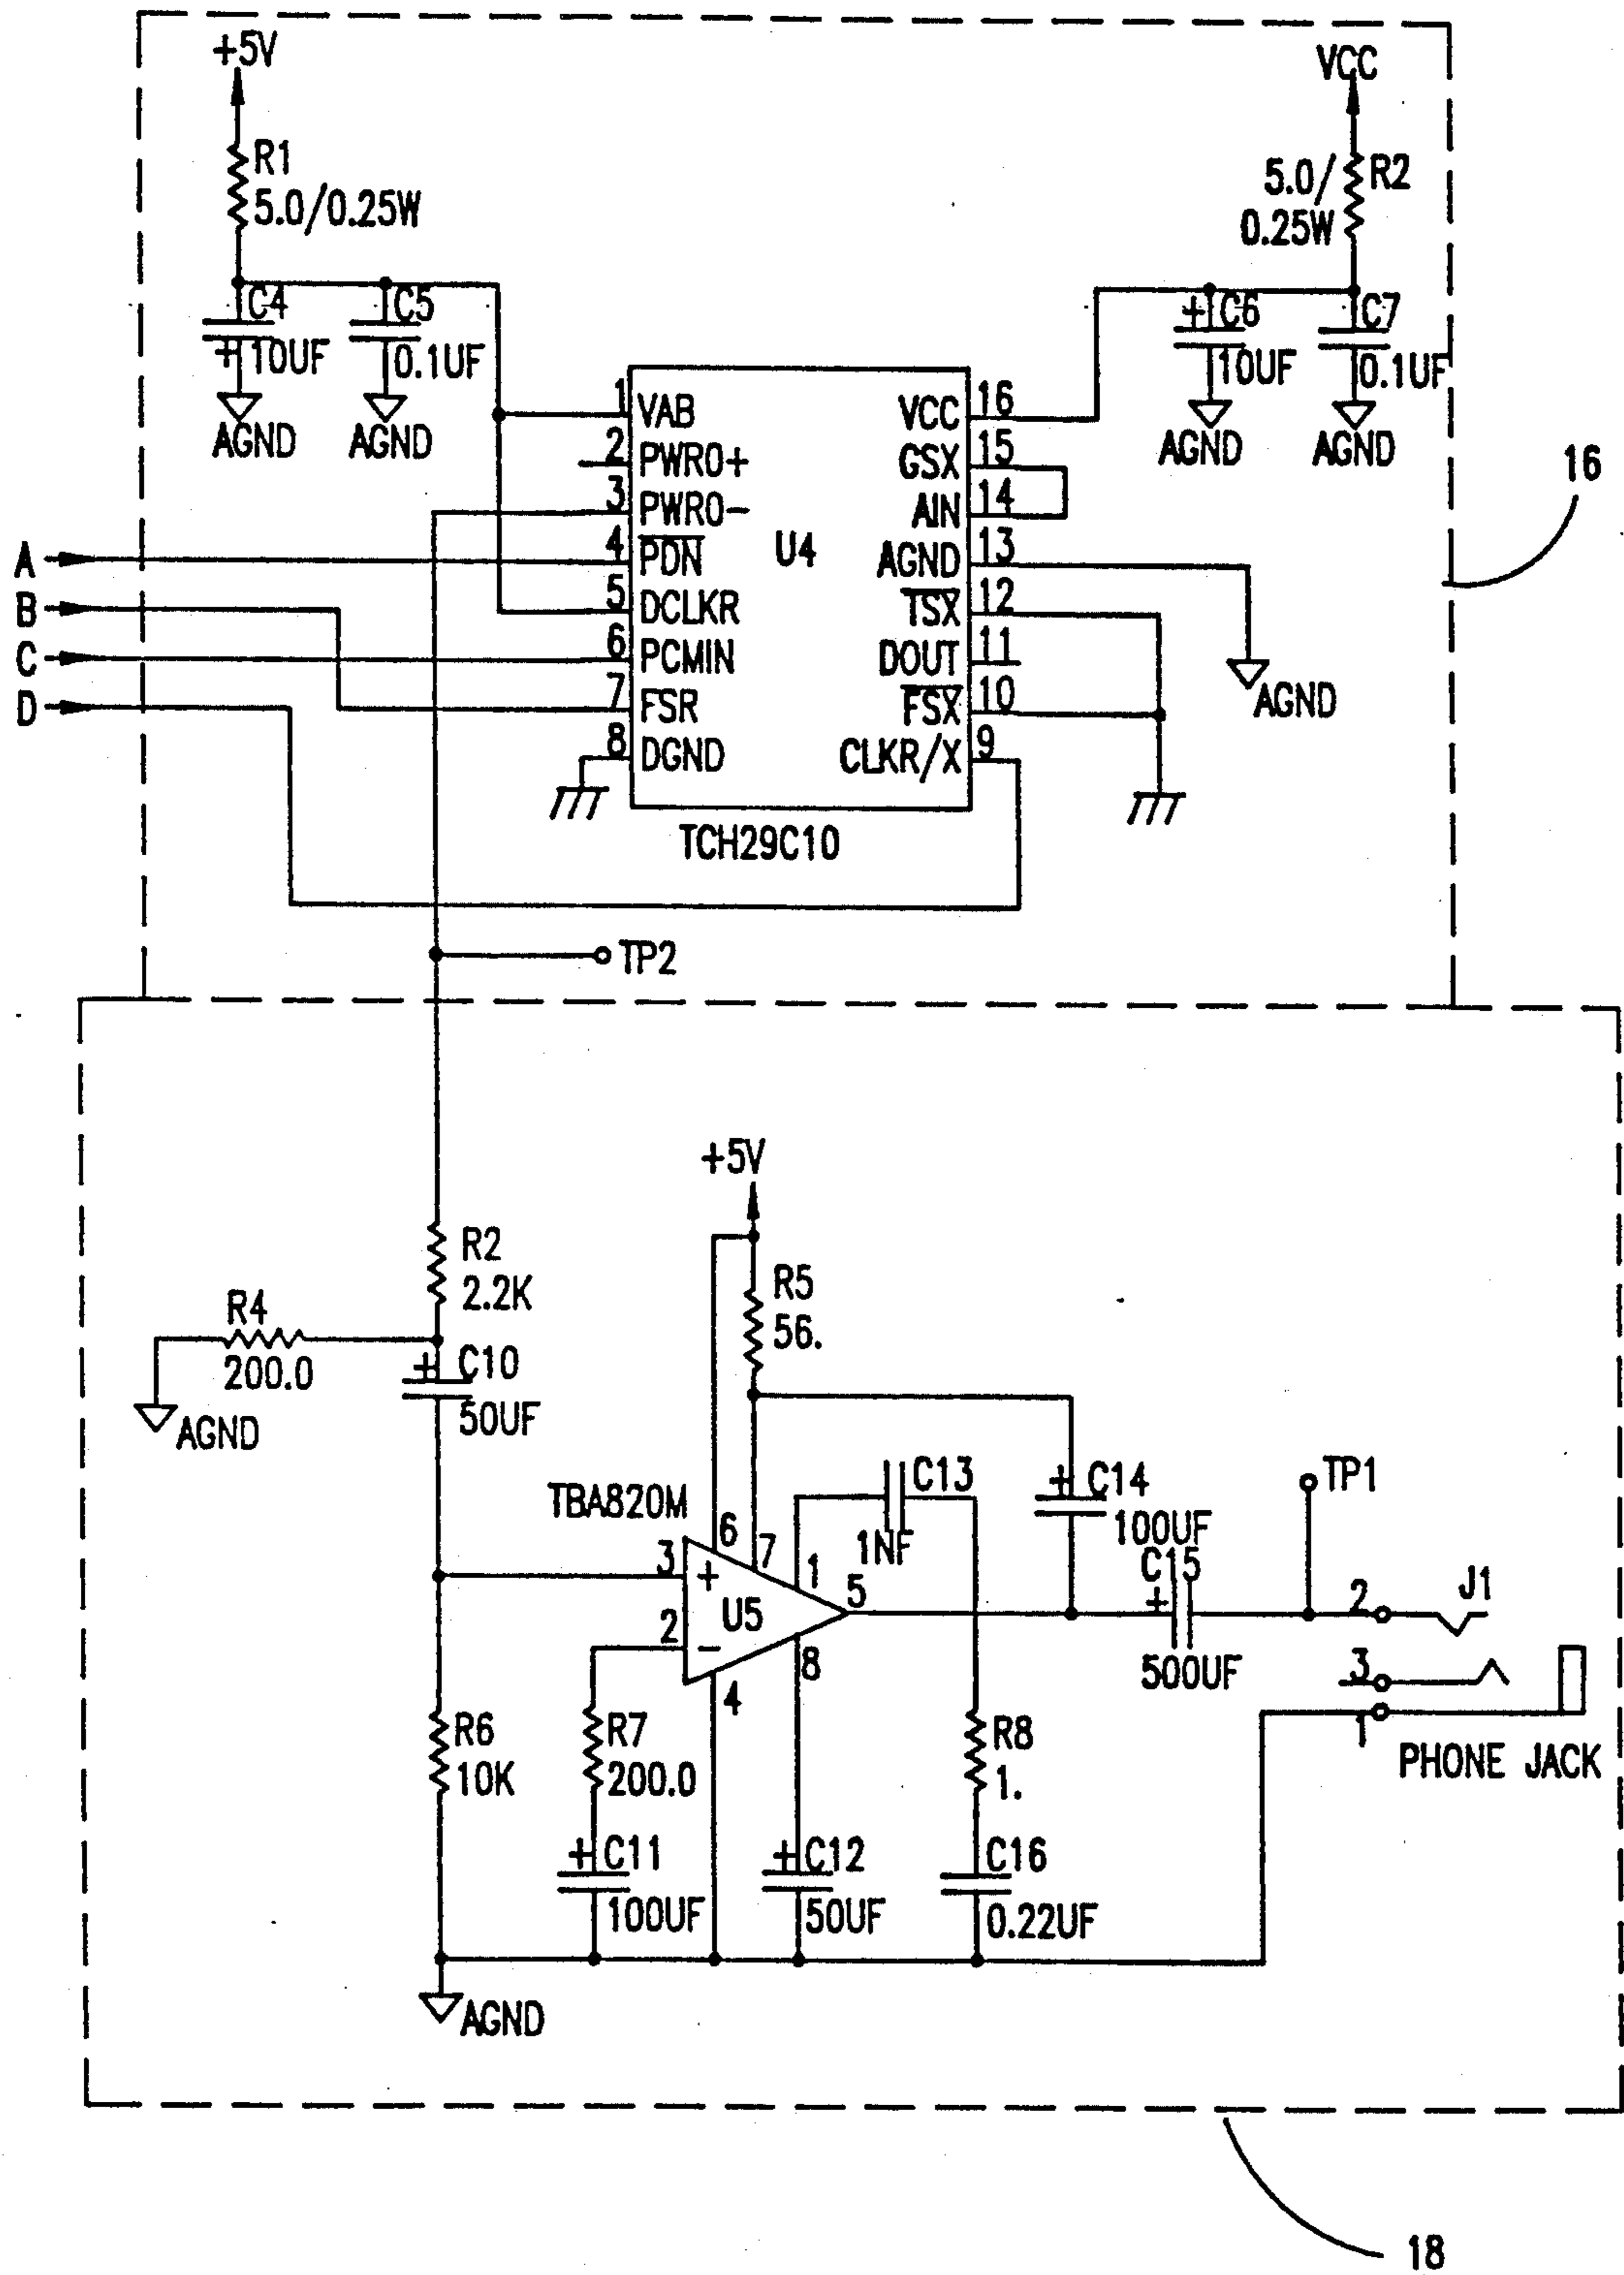 +5V
VCC
R1
5.0/0.25W
5.0/
0.25W
R2
C4
+ 10UF
C5
0.1UF
+ C6
10UF
C7
0.1UF
AGND
AGND
AGND
AGND
1 VAB
2 PWRO+
3 PWRO-
4 PDN
5 DCLKR
6 PCMIN
7 FSR
8 DGND
U4
VCC 16
GSX 15
AIN 14
AGND 13
TSX 12
DOUT 11
FSX 10
CLKR/X 9
TCH29C10
A
B
C
D
AGND
16
TP2
+5V
R2
2.2K
R4
200.0
AGND
+ C10
50UF
R5
56.
TBA820M
C13
1NF
+ C14
100UF
C15
+
500UF
TP1
J1
2
3
1
PHONE JACK
3 +
2 -
U5
6
7
1
5
8
4
R6
10K
R7
200.0
R8
1.
+ C11
100UF
+ C12
50UF
C16
0.22UF
AGND
18